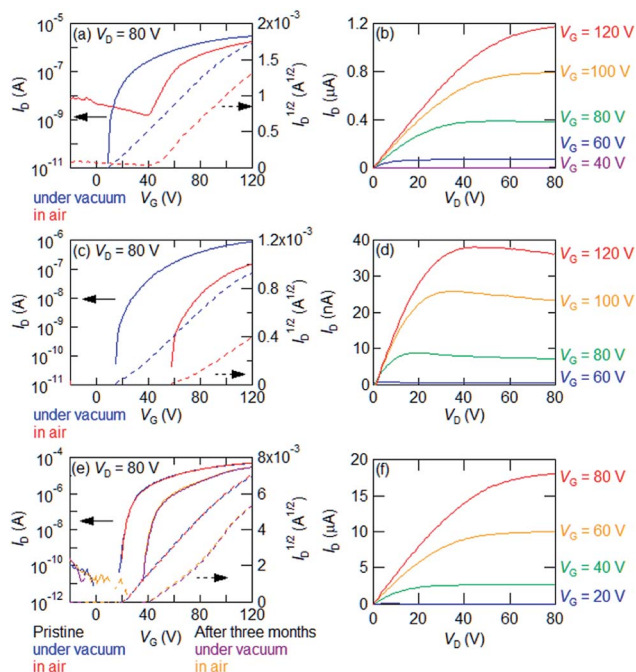 (a) V_D = 80 V
10^-5
10^-7
10^-9
10^-11
I_D (A)
2x10^-3
1.5
1
0.5
0
I_D^1/2 (A^1/2)
0 40 80 120
V_G (V)
under vacuum
in air
(b)
1.2
0.8
0.4
0
I_D (µA)
0 20 40 60 80
V_D (V)
V_G = 120 V
V_G =100 V
V_G = 80 V
V_G = 60 V
V_G = 40 V
(c) V_D = 80 V
10^-6
10^-7
10^-8
10^-9
10^-10
10^-11
I_D (A)
1.2x10^-3
0.8
0.4
0
I_D^1/2 (A^1/2)
0 40 80 120
V_G (V)
under vacuum
in air
(d)
40
30
20
10
0
I_D (nA)
0 20 40 60 80
V_D (V)
V_G = 120 V
V_G = 100 V
V_G = 80 V
V_G = 60 V
(e) V_D = 80 V
10^-4
10^-6
10^-8
10^-10
10^-12
I_D (A)
8x10^-3
6
4
2
0
I_D^1/2 (A^1/2)
0 40 80 120
V_G (V)
Pristine
under vacuum
in air
After three months
under vacuum
in air
(f)
20
15
10
5
0
I_D (µA)
0 20 40 60 80
V_D (V)
V_G = 80 V
V_G = 60 V
V_G = 40 V
V_G = 20 V